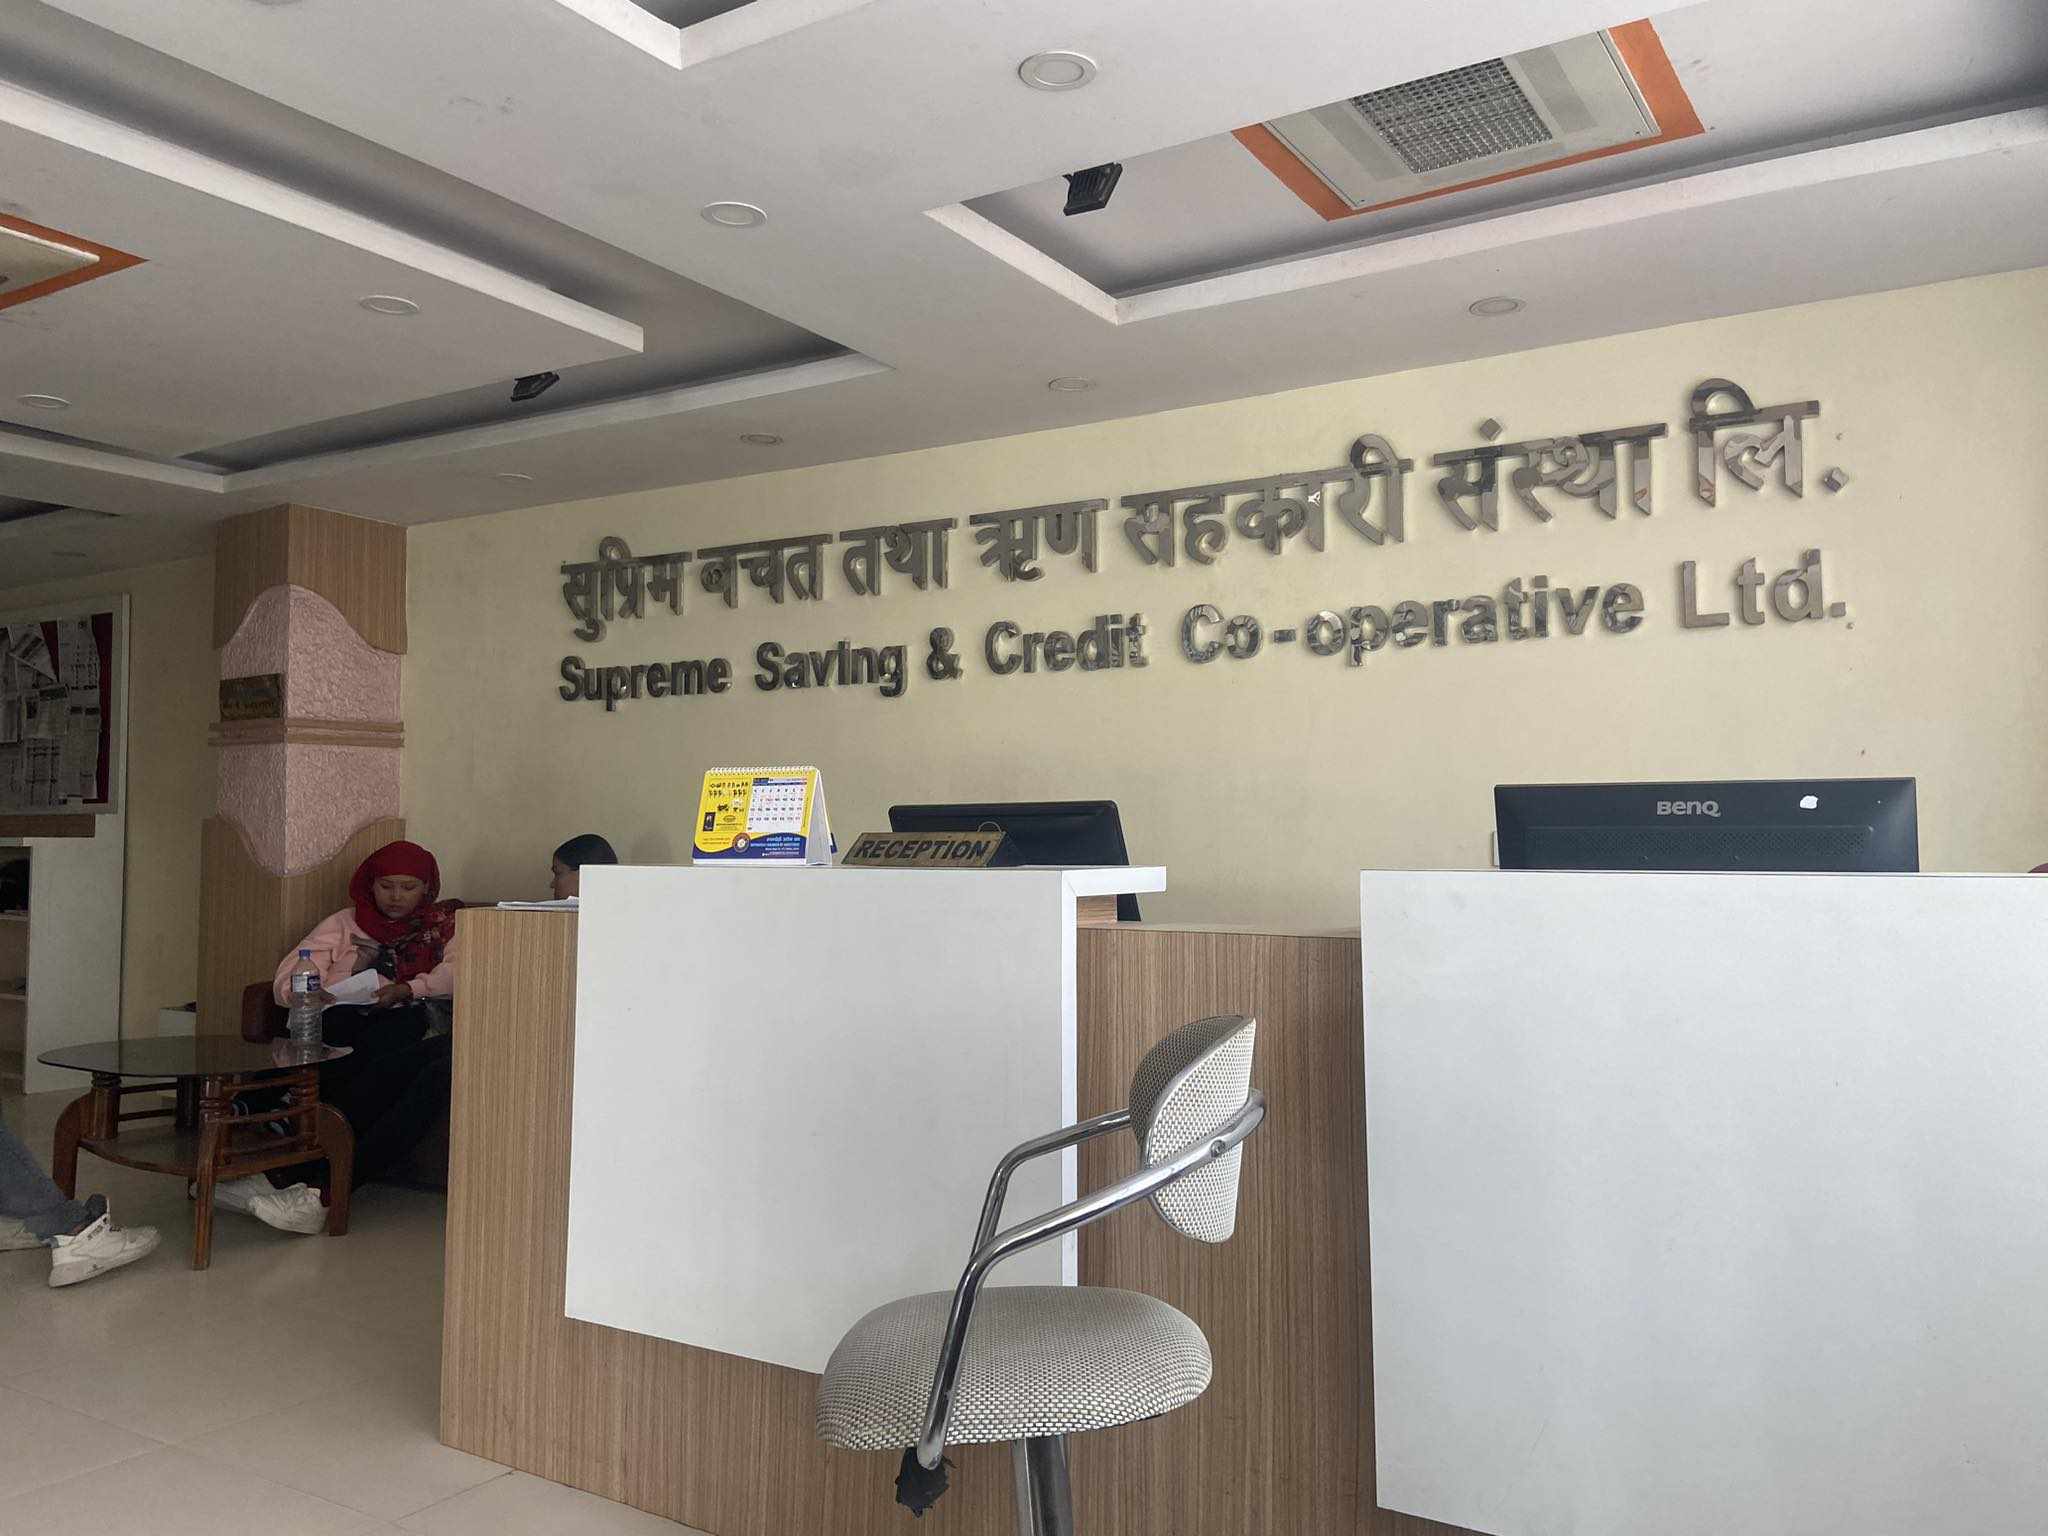 सुप्रिम बचत तथा ऋण सहकारी संस्था लि.
Supreme Saving & Credit Co-operative Ltd.
RECEPTION
BenQ